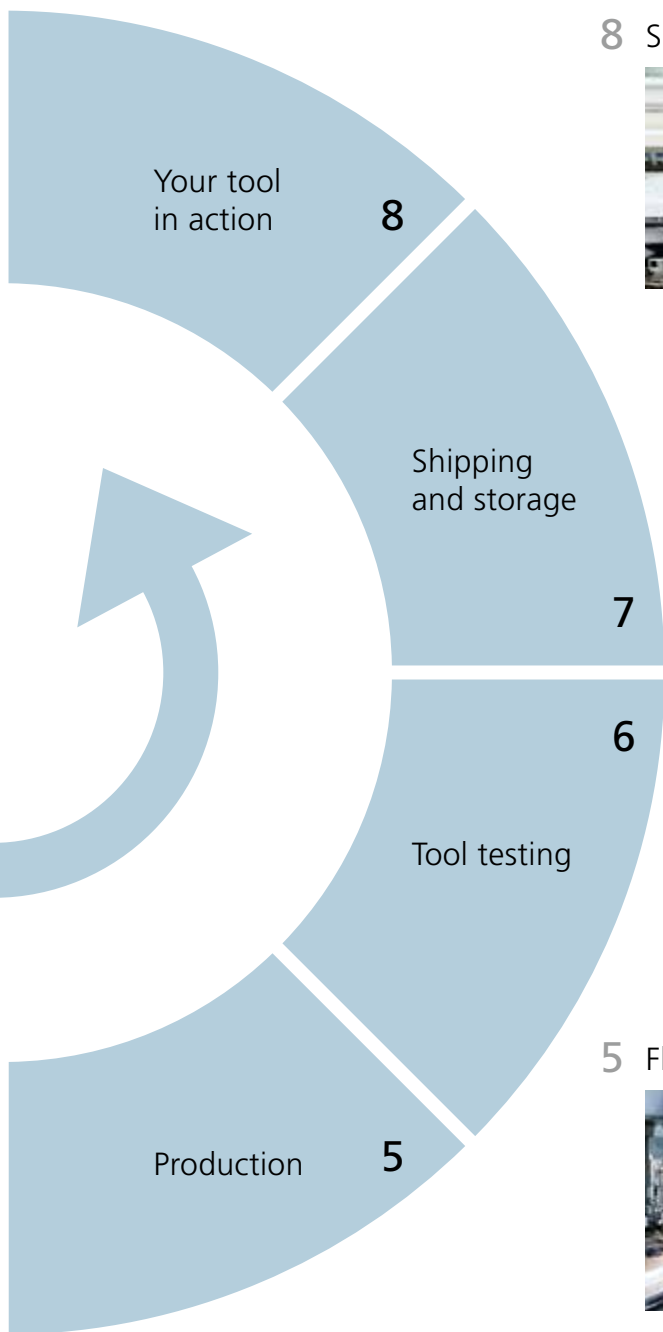 8
Your tool
in action
8
Shipping
and storage
7
6
Tool testing
5
Production
5